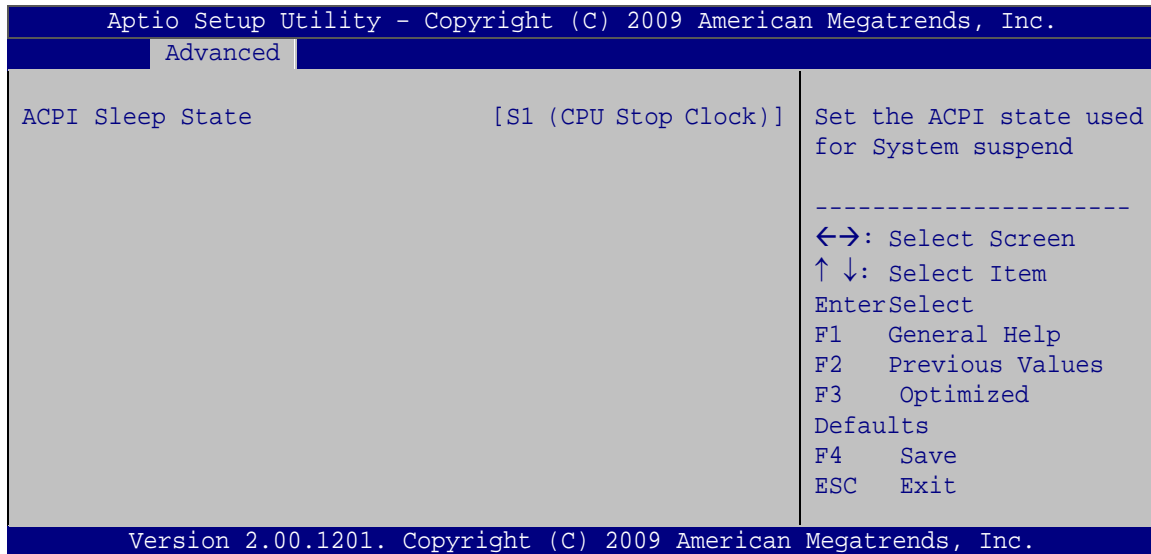 Aptio Setup Utility – Copyright (C) 2009 American Megatrends, Inc.
Advanced
ACPI Sleep State [S1 (CPU Stop Clock)]
Set the ACPI state used
for System suspend
----------------------
←→: Select Screen
↑ ↓: Select Item
EnterSelect
F1 General Help
F2 Previous Values
F3 Optimized
Defaults
F4 Save
ESC Exit
Version 2.00.1201. Copyright (C) 2009 American Megatrends, Inc.